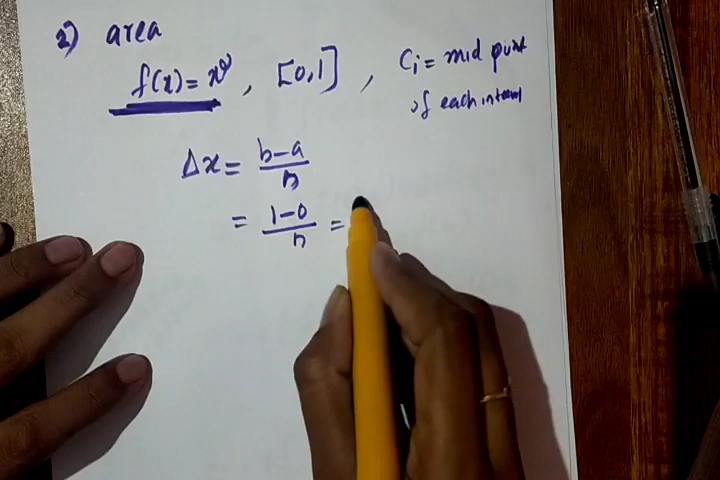 2) area
f(x) = x² , [0,1] , Ci = mid point
of each interval
Δx = b-a/n
= 1-0/n =